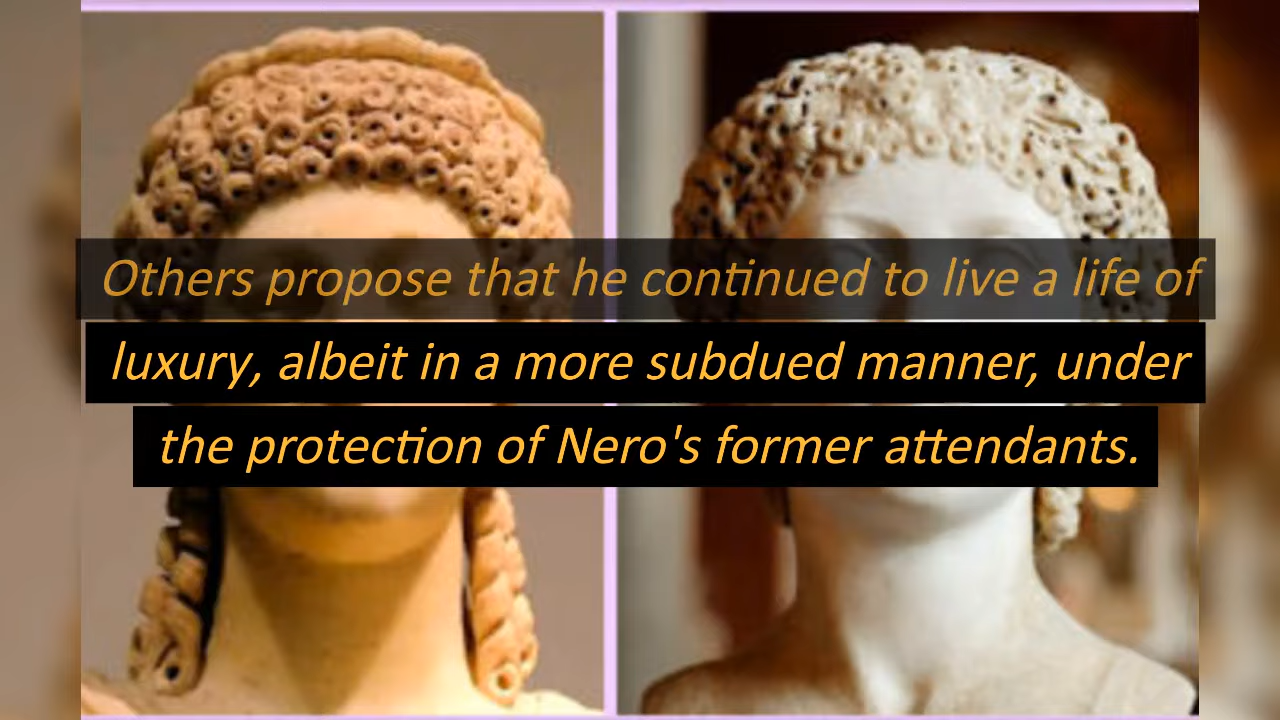 Others propose that he continued to live a life of
luxury, albeit in a more subdued manner, under
the protection of Nero's former attendants.